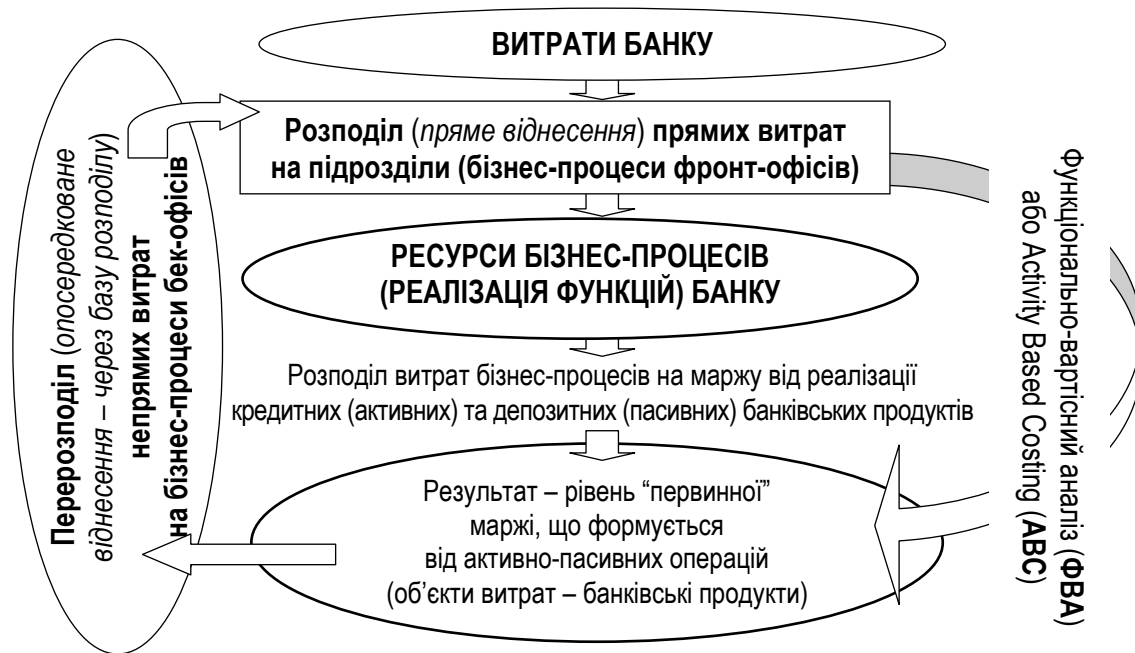 ВИТРАТИ БАНКУ
Розподіл (пряме віднесення) прямих витрат
на підрозділи (бізнес-процеси фронт-офісів)
РЕСУРСИ БІЗНЕС-ПРОЦЕСІВ
(РЕАЛІЗАЦІЯ ФУНКЦІЙ) БАНКУ
Розподіл витрат бізнес-процесів на маржу від реалізації
кредитних (активних) та депозитних (пасивних) банківських продуктів
Результат – рівень “первинної”
маржі, що формується
від активно-пасивних операцій
(об’єкти витрат – банківські продукти)
Перерозподіл (опосередковане
віднесення – через базу розподілу)
непрямих витрат
на бізнес-процеси бек-офісів
Функціонально-вартісний аналіз (ФВА)
або Activity Based Costing (ABC)